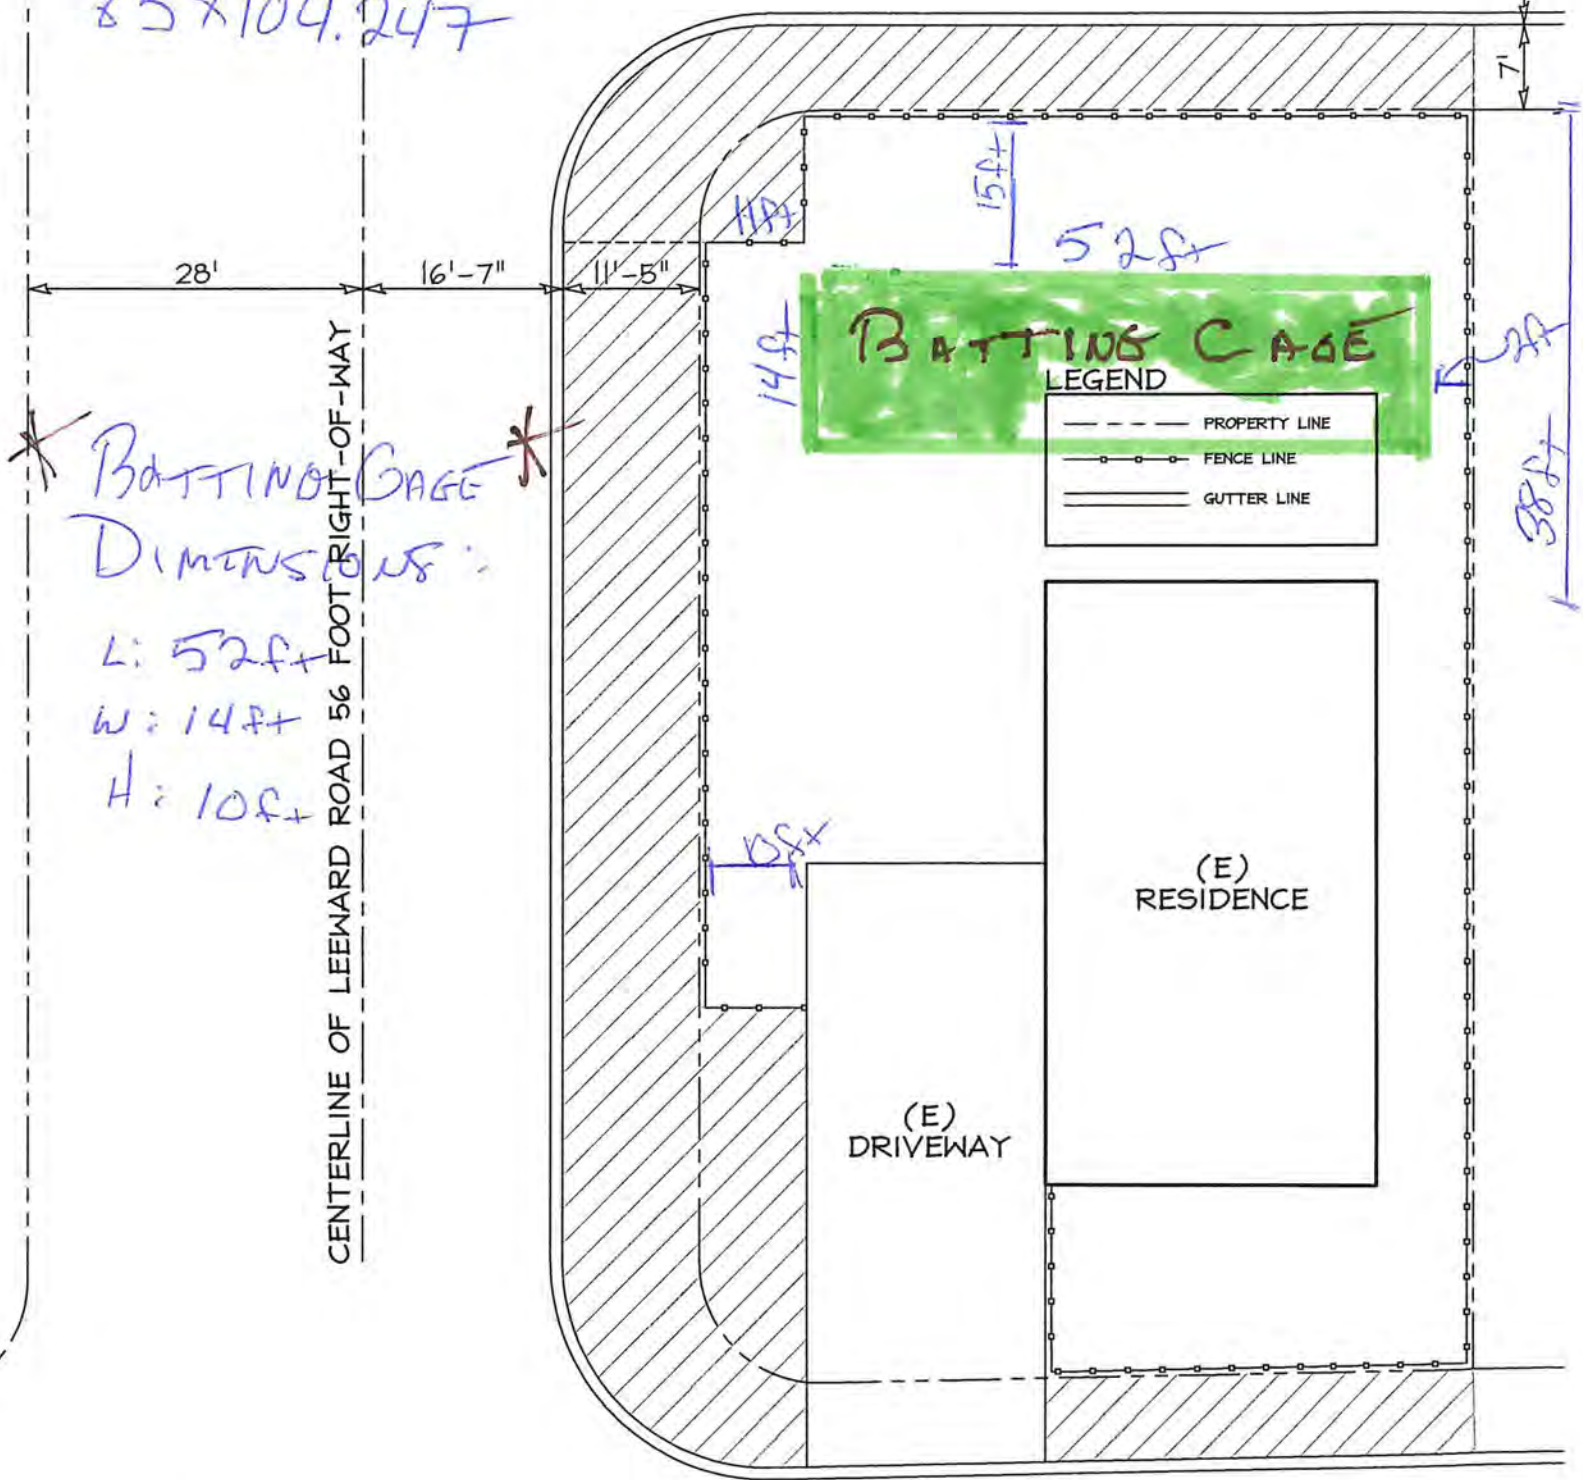 85X104.247
7'
11ft
15ft
52ft
28'
16'-7"
11'-5"
14ft
BATTING CAGE
2ft
LEGEND
PROPERTY LINE
FENCE LINE
GUTTER LINE
38ft
BATTING CAGE
DIMINSIONS:
L: 52ft
W: 14ft
H: 10ft
CENTERLINE OF LEEWARD ROAD 56 FOOT RIGHT-OF-WAY
10ft
(E)
RESIDENCE
(E)
DRIVEWAY